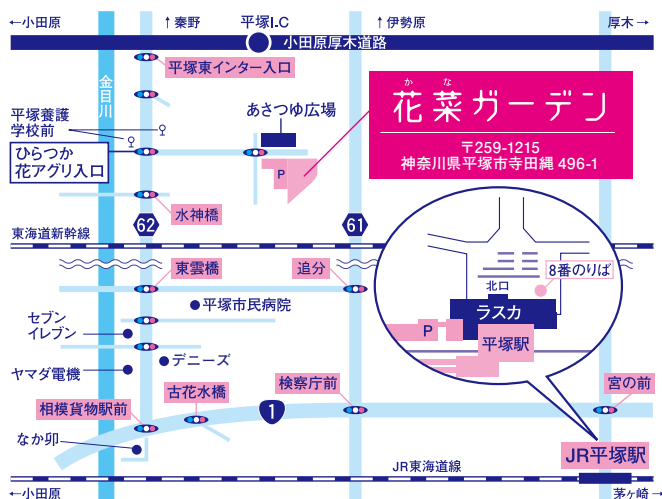 ←小田原
↑秦野
平塚I.C
↑伊勢原
厚木→
小田原厚木道路
平塚東インター入口
金目川
か な
花菜ガーデン
〒259-1215
神奈川県平塚市寺田縄 496-1
あさつゆ広場
平塚養護
学校前
ひらつか
花アグリ入口
P
水神橋
62
61
東海道新幹線
8番のりば
北口
ラスカ
P
平塚駅
東雲橋
追分
平塚市民病院
セブン
イレブン
デニーズ
ヤマダ電機
古花水橋
検察庁前
宮の前
相模貨物駅前
1
なか卯
JR平塚駅
JR東海道線
←小田原
茅ヶ崎→